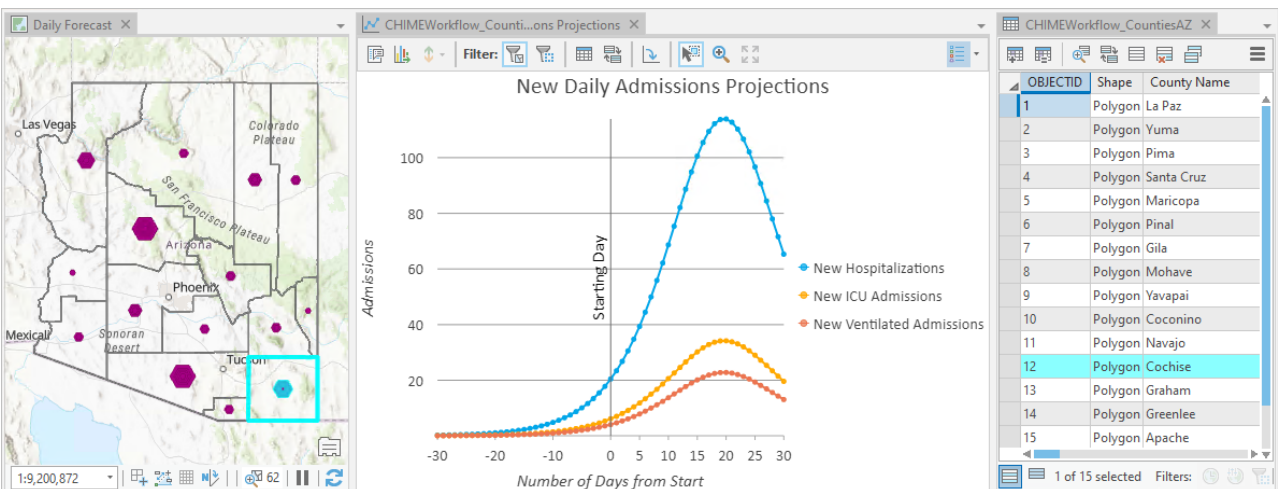 Daily Forecast
Las Vegas
Colorado
Plateau
San Francisco Plateau
Arizona
Phoenix
Mexicali
Sonoran
Desert
Tucson
1:9,200,872
62
CHIMEWorkflow_Counti...ons Projections
Filter:
New Daily Admissions Projections
Admissions
100
80
60
40
20
Starting Day
New Hospitalizations
New ICU Admissions
New Ventilated Admissions
-30 -20 -10 0 5 10 15 20 25 30
Number of Days from Start
CHIMEWorkflow_CountiesAZ
OBJECTID Shape County Name
1 Polygon La Paz
2 Polygon Yuma
3 Polygon Pima
4 Polygon Santa Cruz
5 Polygon Maricopa
6 Polygon Pinal
7 Polygon Gila
8 Polygon Mohave
9 Polygon Yavapai
10 Polygon Coconino
11 Polygon Navajo
12 Polygon Cochise
13 Polygon Graham
14 Polygon Greenlee
15 Polygon Apache
1 of 15 selected Filters: